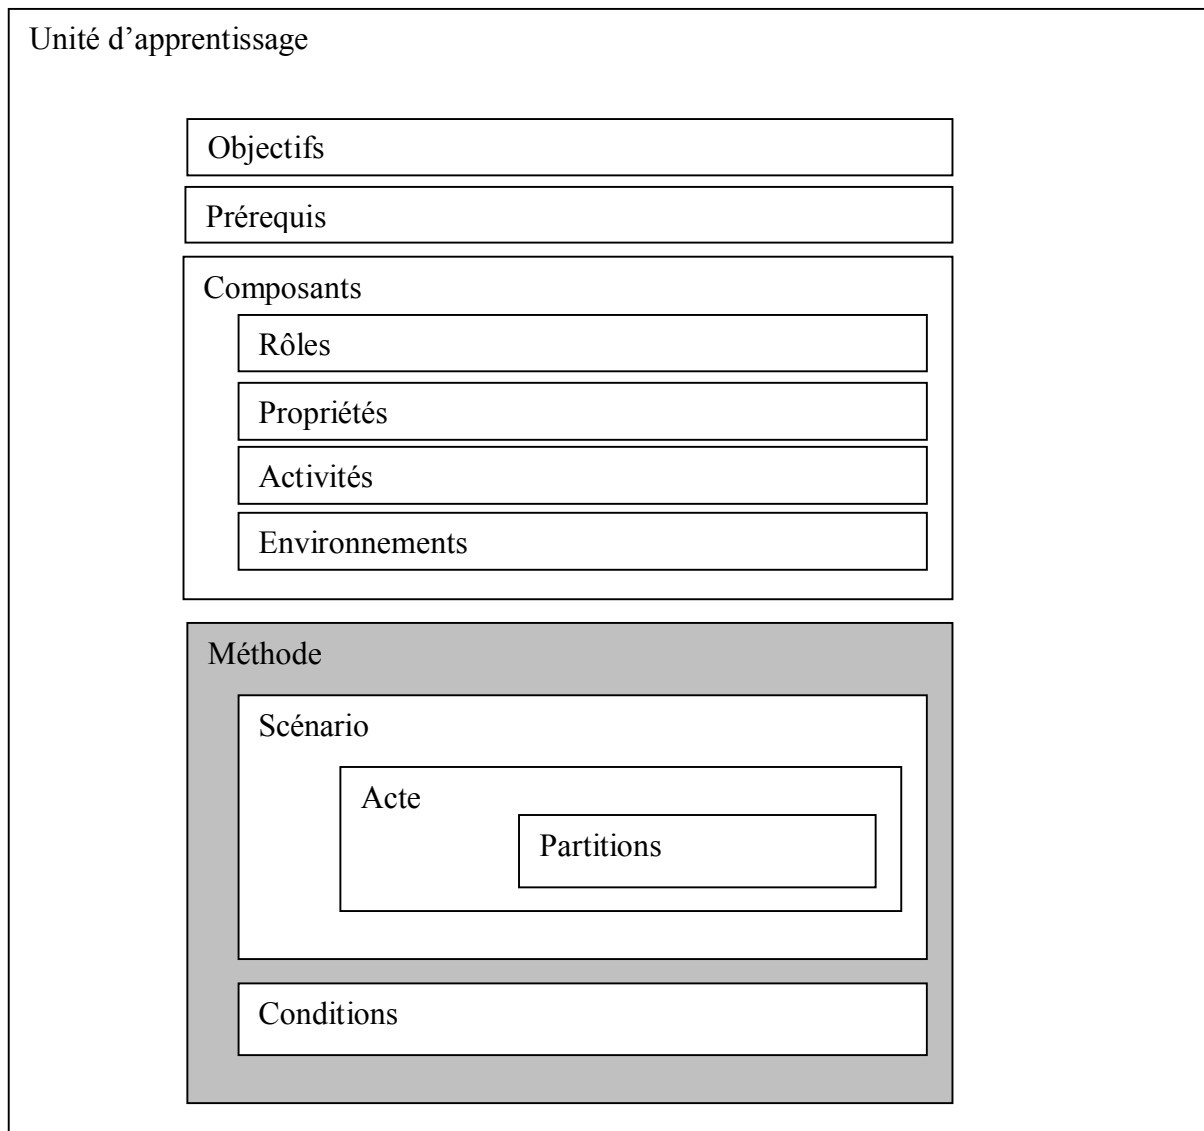 Unité d’apprentissage
Objectifs
Prérequis
Composants
Rôles
Propriétés
Activités
Environnements
Méthode
Scénario
Acte
Partitions
Conditions